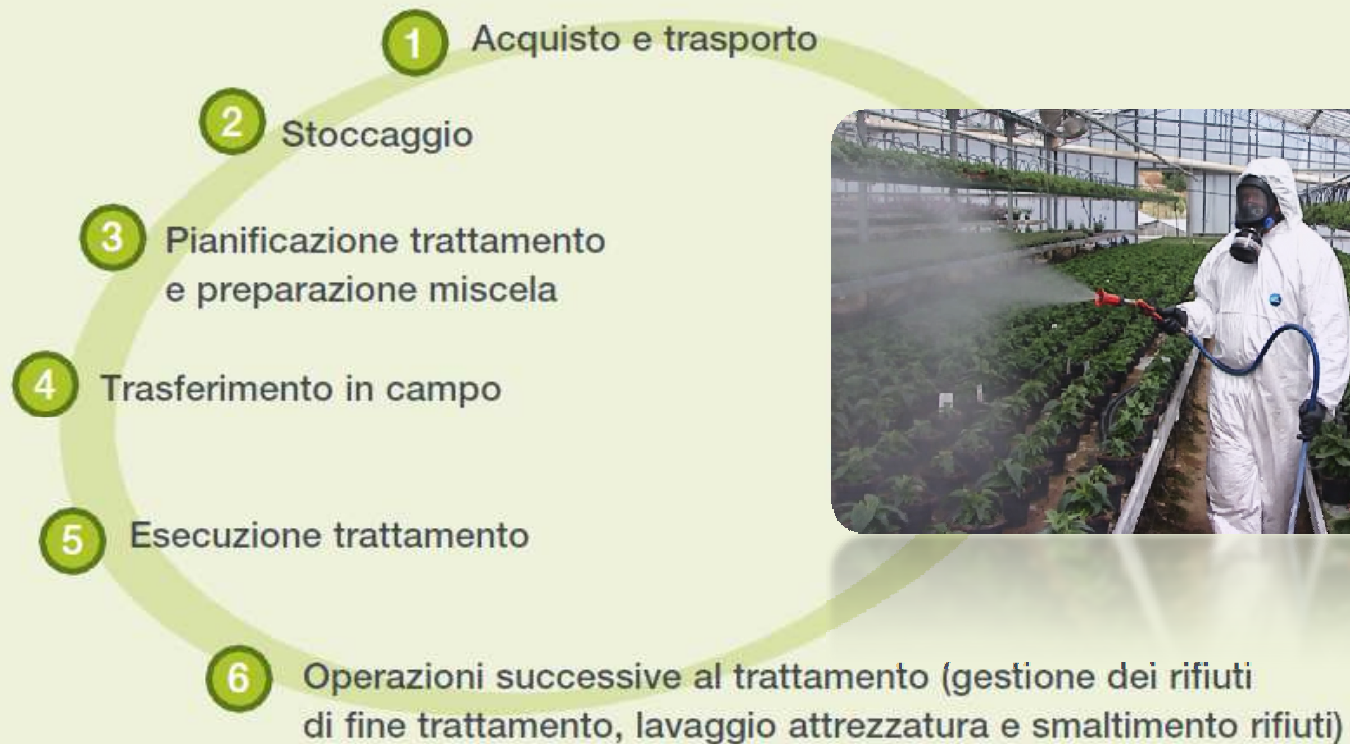 1 Acquisto e trasporto
2 Stoccaggio
3 Pianificazione trattamento
e preparazione miscela
4 Trasferimento in campo
5 Esecuzione trattamento
6 Operazioni successive al trattamento (gestione dei rifiuti
di fine trattamento, lavaggio attrezzatura e smaltimento rifiuti)